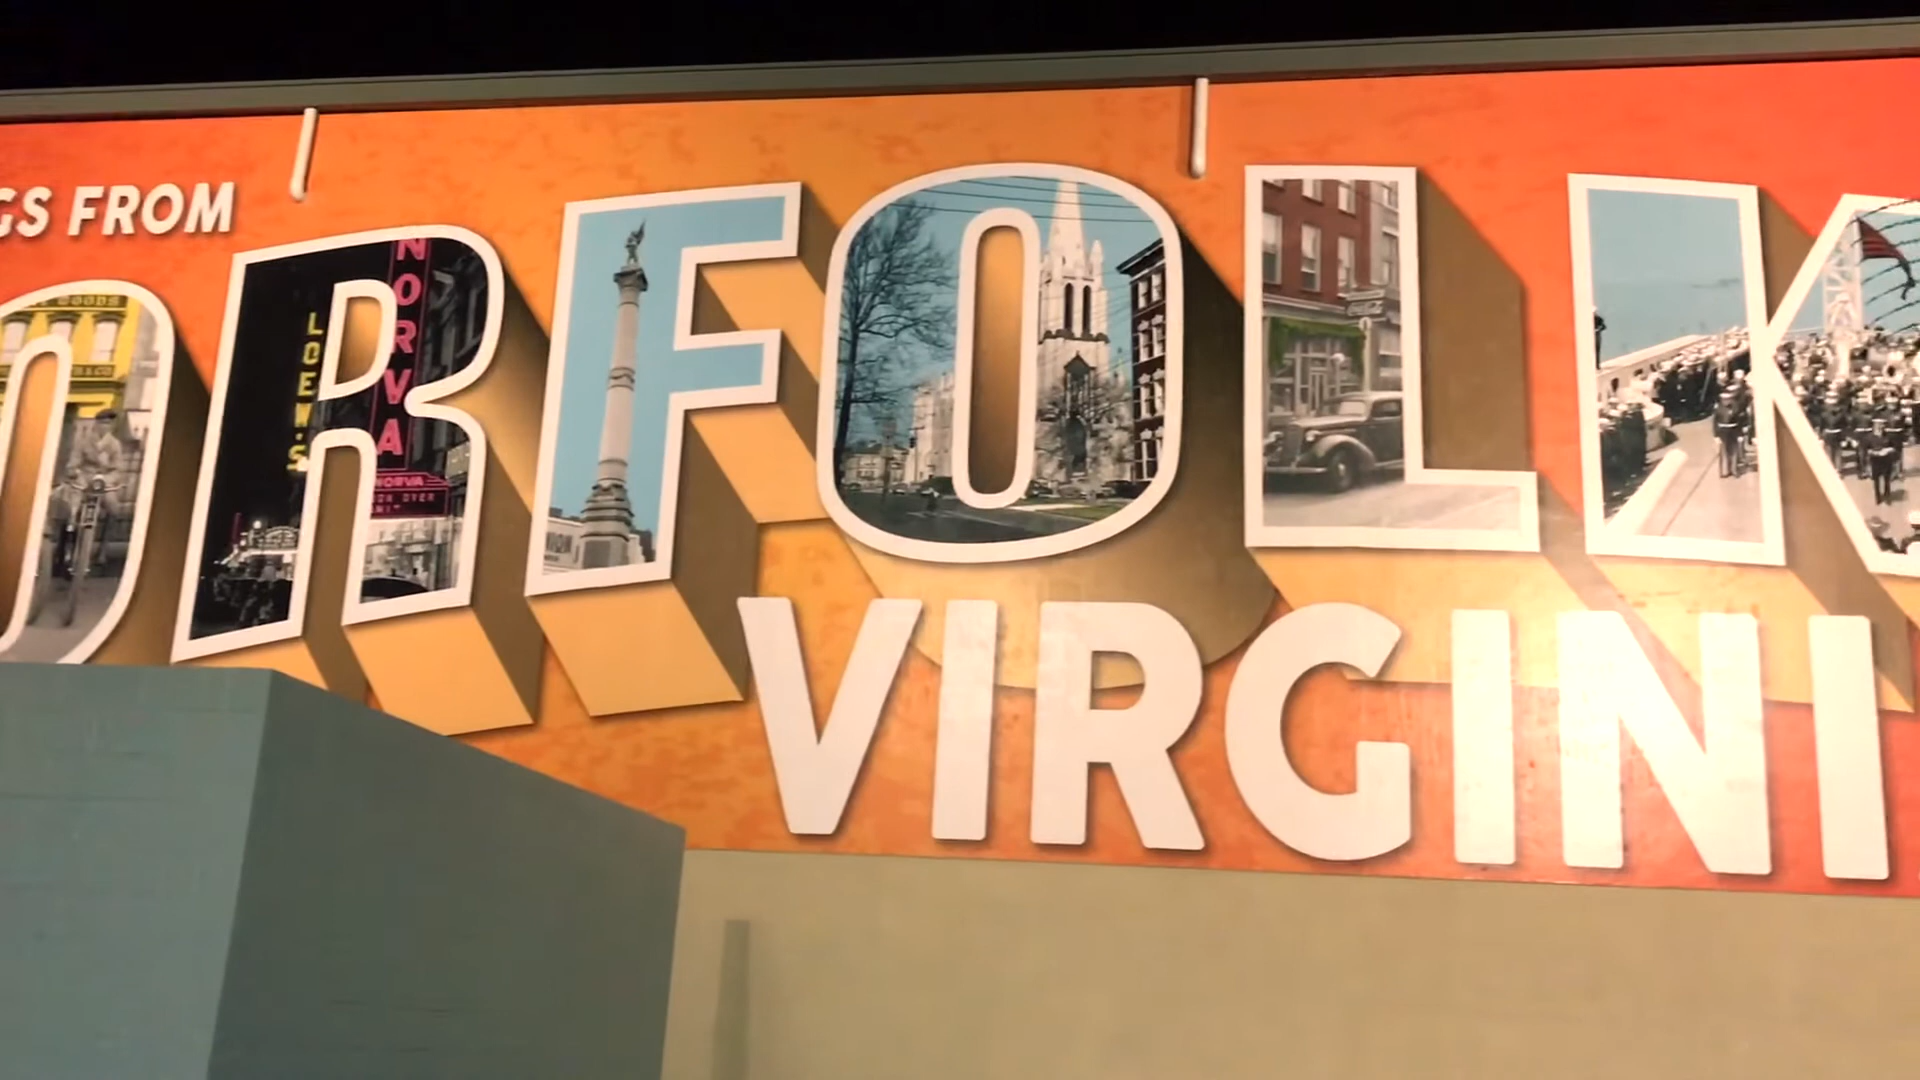 GS FROM
ORFOLK
VIRGINI
LOEW'S
NORVA
NORVA